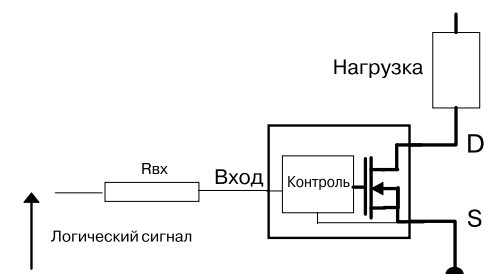 Нагрузка
D
Rвх
Вход
Контроль
S
Логический сигнал